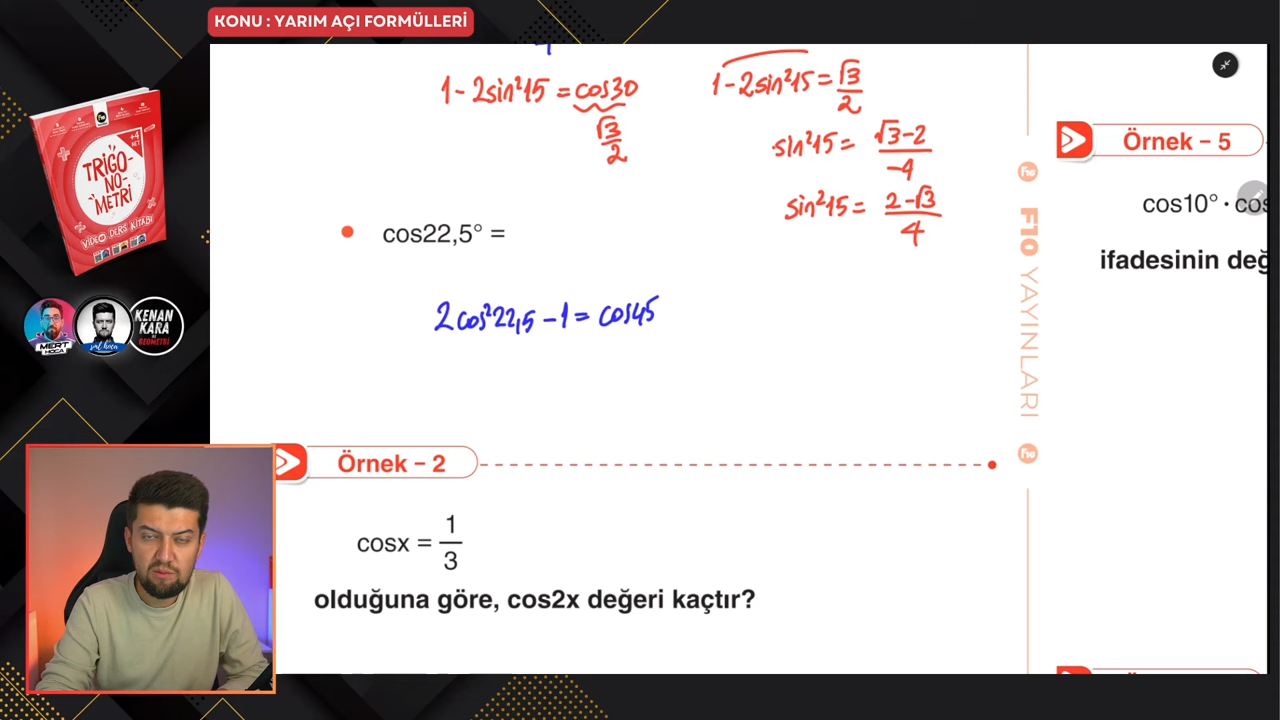 KONU : YARIM AÇI FORMÜLLERİ
1 - 2sin²15 = cos30
√3/2
1 - 2sin²15 = √3/2
sin²15 = √3-2/-4
sin²15 = 2-√3/4
cos22,5° =
2cos²22,5 - 1 = cos45
Örnek – 2
cosx = 1/3
olduğuna göre, cos2x değeri kaçtır?
F10 YAYINLARI
Örnek – 5
cos10° · cos
ifadesinin değ
+4 NET
TRİGO-
NO-
METRİ
VİDEO DERS KİTABI
MERT HOCA
KENAN
KARA
GEOMETRİ